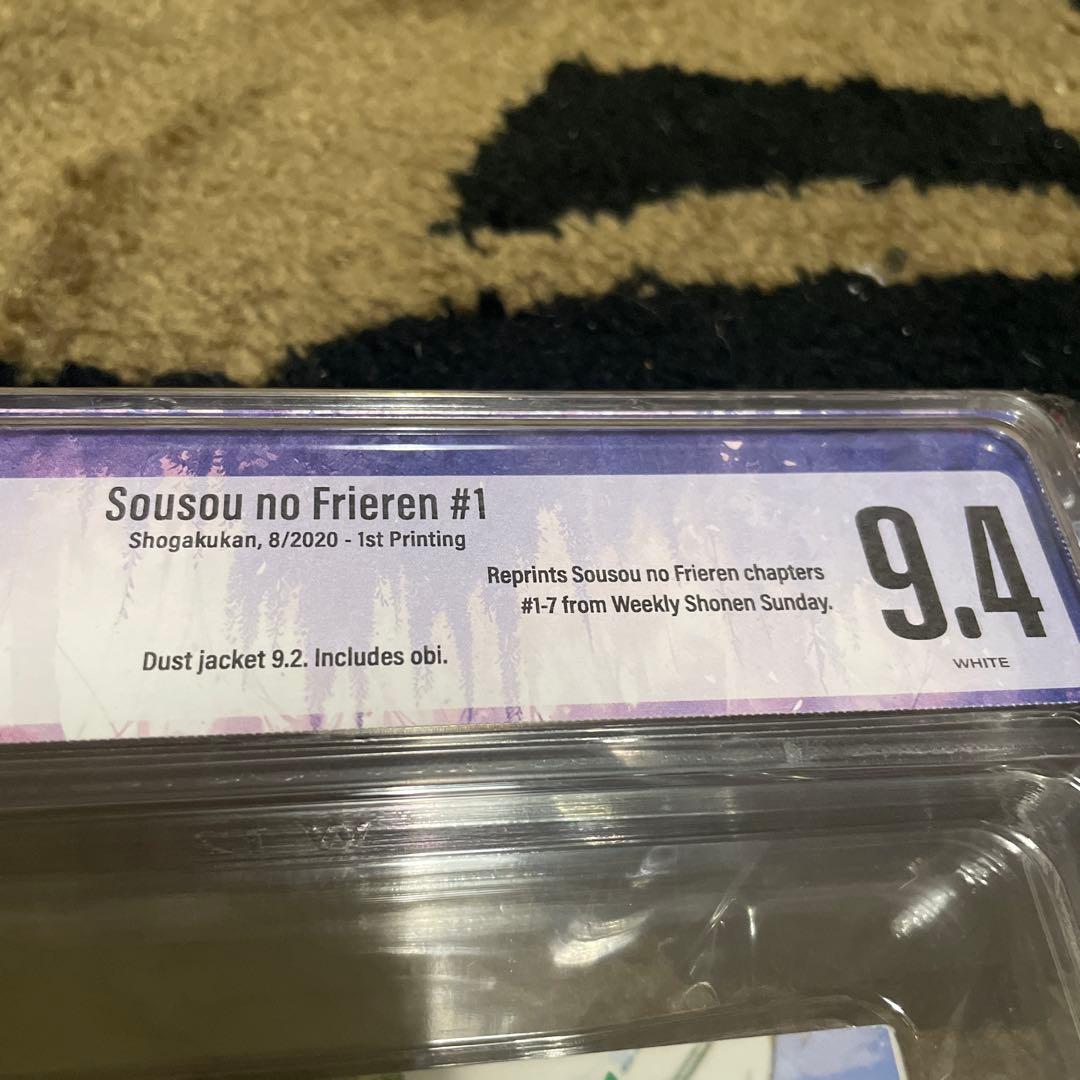 Sousou no Frieren #1
Shogakukan, 8/2020 - 1st Printing
Reprints Sousou no Frieren chapters
#1-7 from Weekly Shonen Sunday.
Dust jacket 9.2. Includes obi.
9.4
WHITE